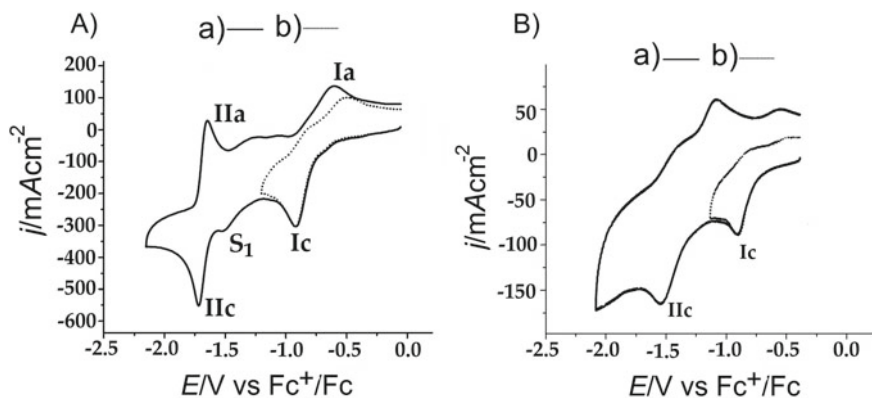 A)
a) b)
j/mAcm-2
200
100
0
-100
-200
-300
-400
-500
-600
Ia
IIa
S1
Ic
IIc
-2.5 -2.0 -1.5 -1.0 -0.5 0.0
E/V vs Fc+/Fc
B)
a) b)
j/mAcm-2
50
0
-50
-100
-150
Ic
IIc
-2.5 -2.0 -1.5 -1.0 -0.5 0.0
E/V vs Fc+/Fc